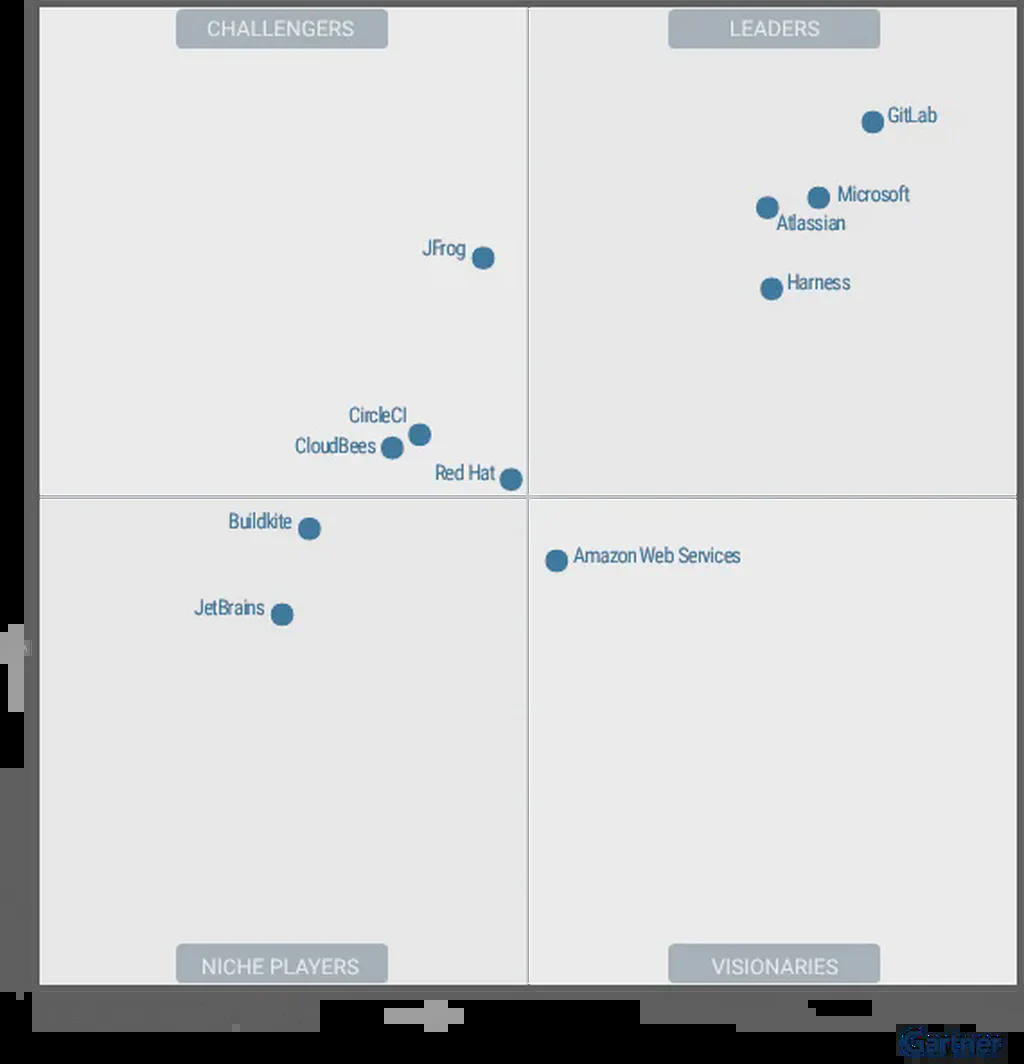 CHALLENGERS
LEADERS
GitLab
Microsoft
Atlassian
JFrog
Harness
CircleCI
CloudBees
Red Hat
Buildkite
Amazon Web Services
JetBrains
NICHE PLAYERS
VISIONARIES
Gartner